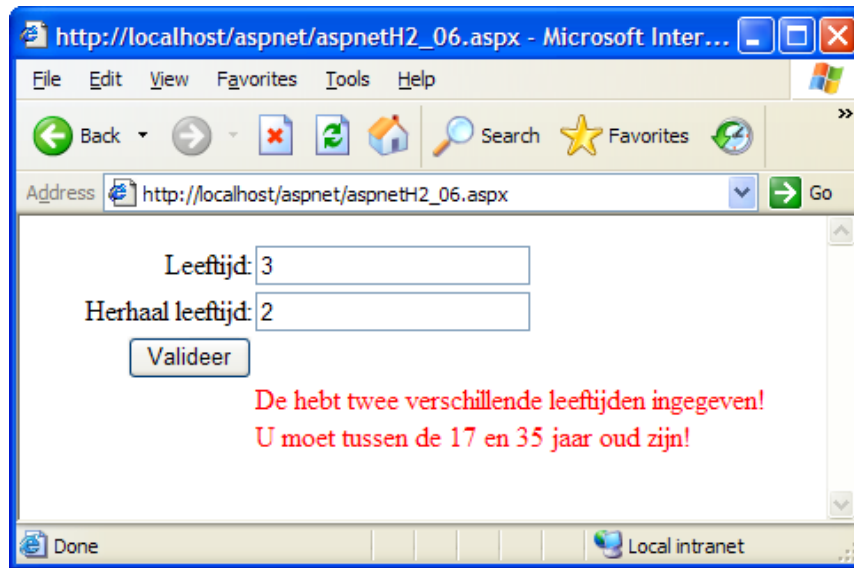 http://localhost/aspnet/aspnetH2_06.aspx - Microsoft Inter...
File Edit View Favorites Tools Help
Back Search Favorites »
Address http://localhost/aspnet/aspnetH2_06.aspx Go
Leeftijd: 3
Herhaal leeftijd: 2
Valideer
De hebt twee verschillende leeftijden ingegeven!
U moet tussen de 17 en 35 jaar oud zijn!
Done Local intranet